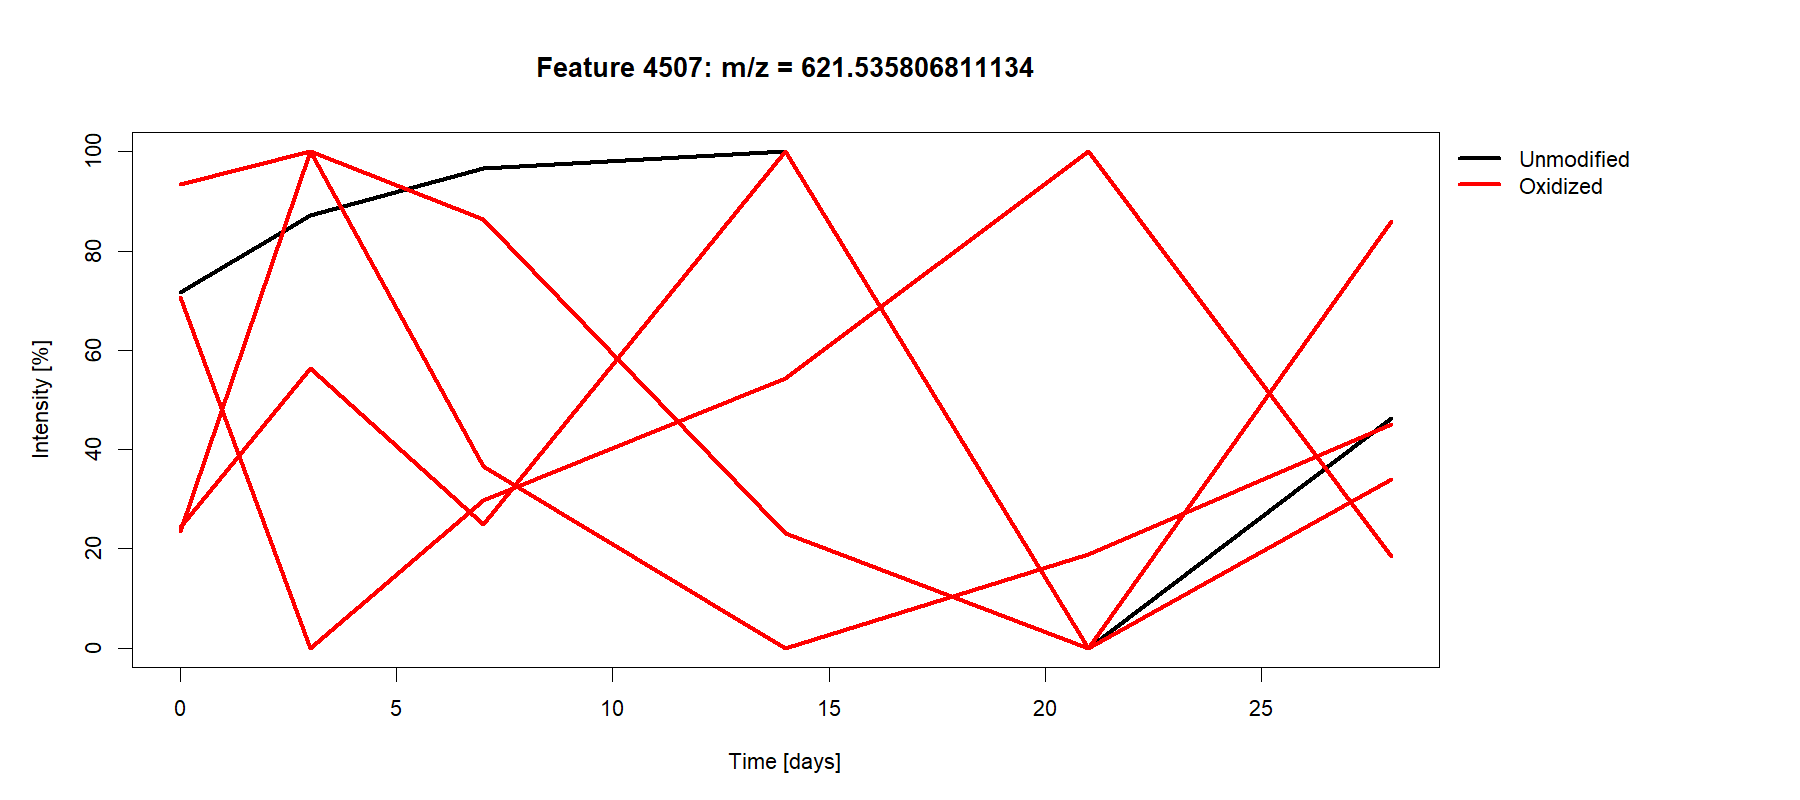 Feature 4507: m/z = 621.535806811134
Unmodified
Oxidized
100
80
60
40
20
0
Intensity [%]
0 5 10 15 20 25
Time [days]